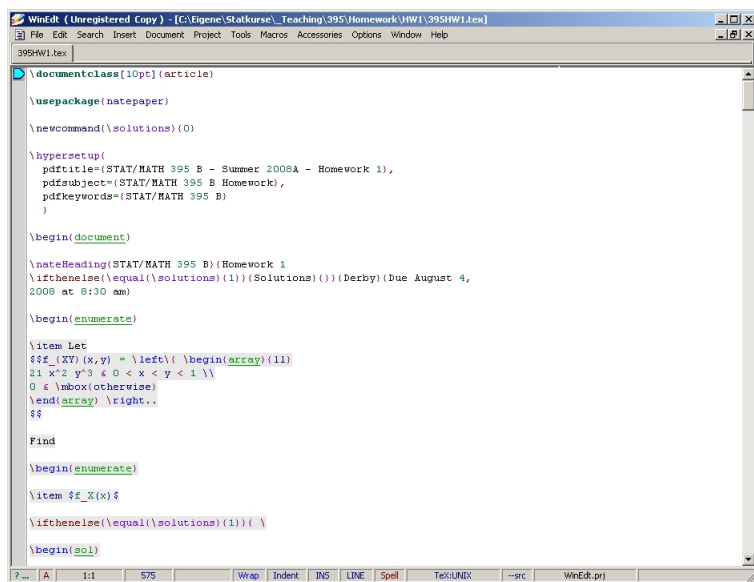 WinEdt (Unregistered Copy) - [C:\Eigene\Statkurse\_Teaching\395\Homework\HW1\395HW1.tex]
File Edit Search Insert Document Project Tools Macros Accessories Options Window Help
395HW1.tex
\documentclass[10pt]{article}
\usepackage{natepaper}
\newcommand{\solutions}{0}
\hypersetup{
pdftitle={STAT/MATH 395 B - Summer 2008A - Homework 1},
pdfsubject={STAT/MATH 395 B Homework},
pdfkeywords={STAT/MATH 395 B}
}
\begin{document}
\nateHeading{STAT/MATH 395 B}{Homework 1
\ifthenelse{\equal{\solutions}{1}}{Solutions}{}}{Derby}{Due August 4,
2008 at 8:30 am}
\begin{enumerate}
\item Let
$$f_{XY}(x,y) = \left\{ \begin{array}{ll}
21 x^2 y^3 & 0 < x < y < 1 \\
0 & \mbox{otherwise}
\end{array} \right..
$$
Find
\begin{enumerate}
\item $f_X(x)$
\ifthenelse{\equal{\solutions}{1}}{ \
\begin{sol}
? ... A 1:1 575 Wrap Indent INS LINE Spell TeX:UNIX --src WinEdt.prj